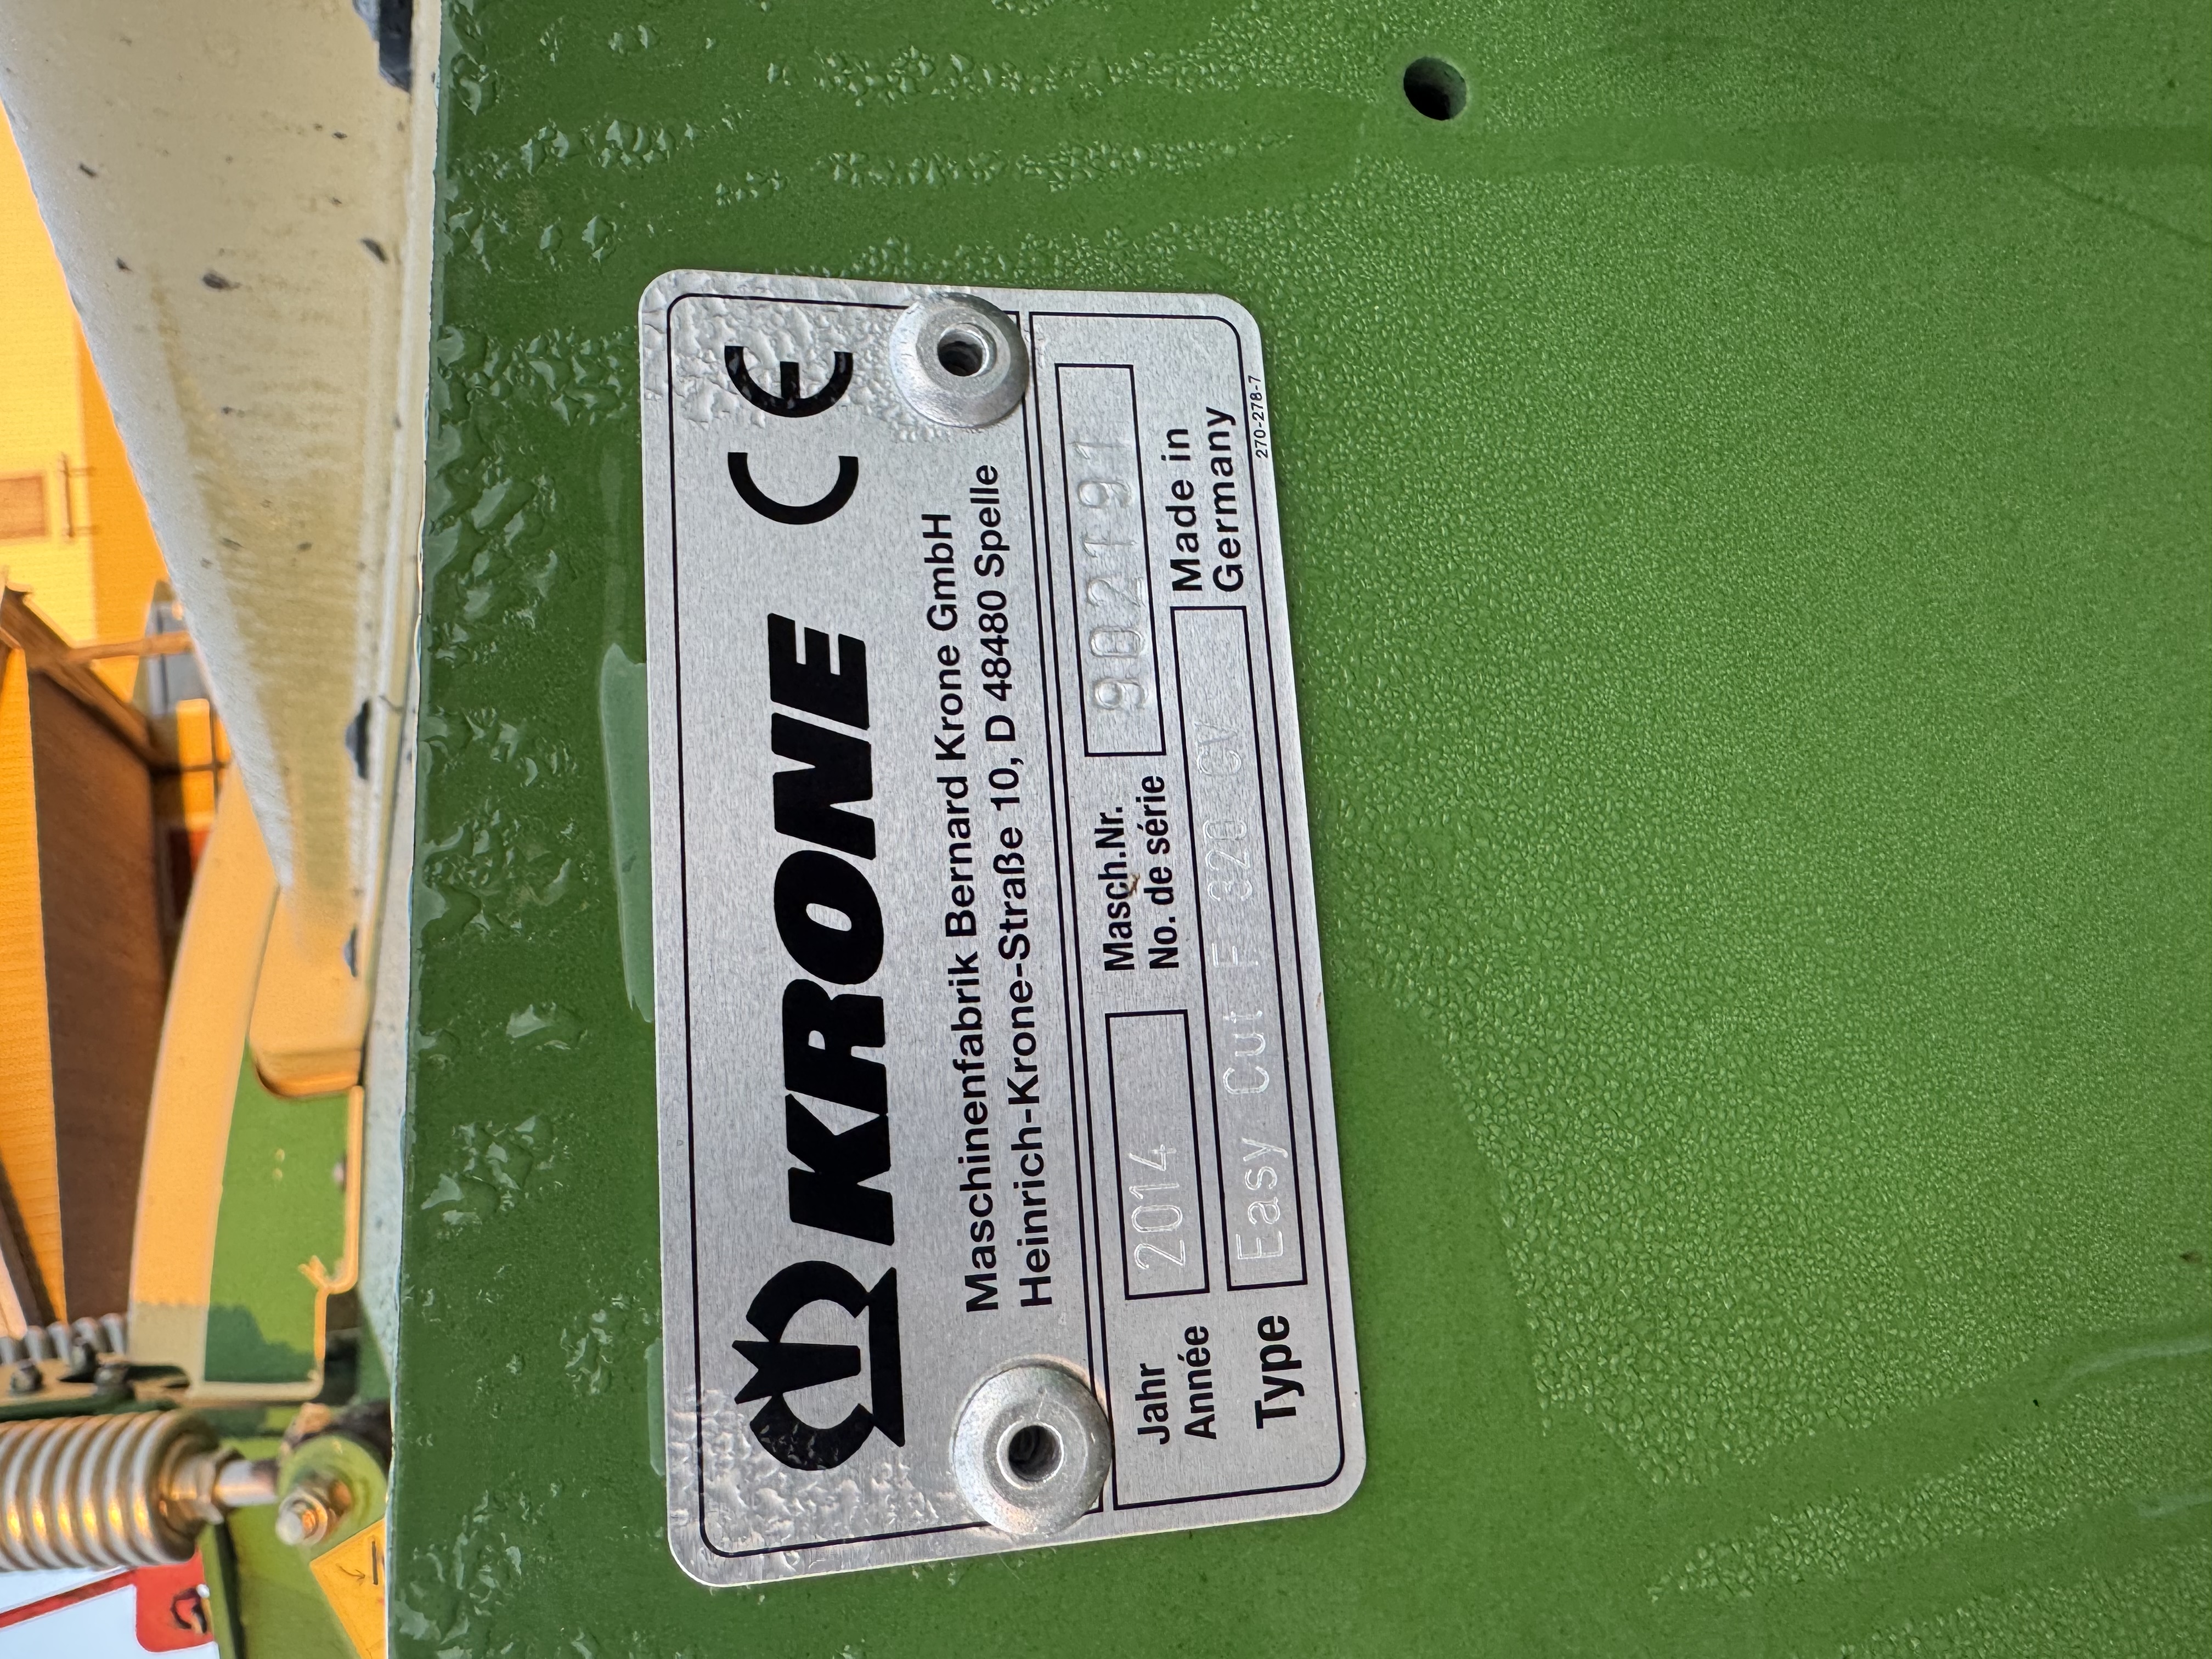 KRONE CE
Maschinenfabrik Bernard Krone GmbH
Heinrich-Krone-Straße 10, D 48480 Spelle
Jahr
Année
2014
Masch.Nr.
No. de série
902191
Type
Easy Cut F 320 CV
Made in
Germany
270-278-7